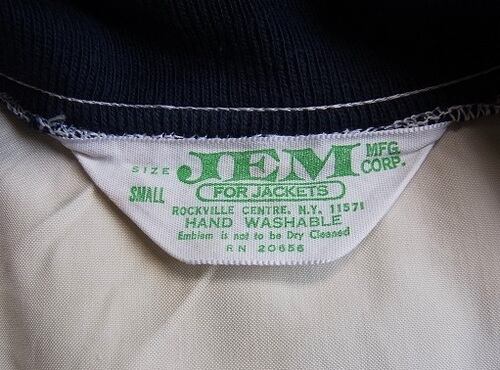 SIZE
SMALL
JEM MFG. CORP.
FOR JACKETS
ROCKVILLE CENTRE, N.Y. 11571
HAND WASHABLE
Emblem is not to be Dry Cleaned
RN 20656